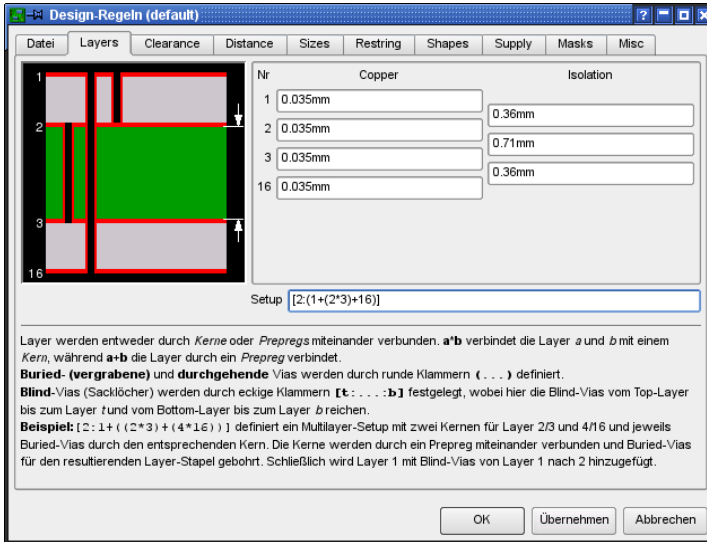 Design-Regeln (default)
Datei Layers Clearance Distance Sizes Restring Shapes Supply Masks Misc
Nr Copper Isolation
1
1 0.035mm
0.36mm
2
2 0.035mm
0.71mm
3 0.035mm
0.36mm
16 0.035mm
3
16
Setup [2:(1+(2*3)+16)]
Layer werden entweder durch Kerne oder Prepregs miteinander verbunden. a*b verbindet die Layer a und b mit einem
Kern, während a+b die Layer durch ein Prepreg verbindet.
Buried- (vergrabene) und durchgehende Vias werden durch runde Klammern (...) definiert.
Blind-Vias (Sacklöcher) werden durch eckige Klammern [t:...:b] festgelegt, wobei hier die Blind-Vias vom Top-Layer
bis zum Layer t und vom Bottom-Layer bis zum Layer b reichen.
Beispiel: [2:1+((2*3)+(4*16))] definiert ein Multilayer-Setup mit zwei Kernen für Layer 2/3 und 4/16 und jeweils
Buried-Vias durch den entsprechenden Kern. Die Kerne werden durch ein Prepreg miteinander verbunden und Buried-Vias
für den resultierenden Layer-Stapel gebohrt. Schließlich wird Layer 1 mit Blind-Vias von Layer 1 nach 2 hinzugefügt.
OK Übernehmen Abbrechen